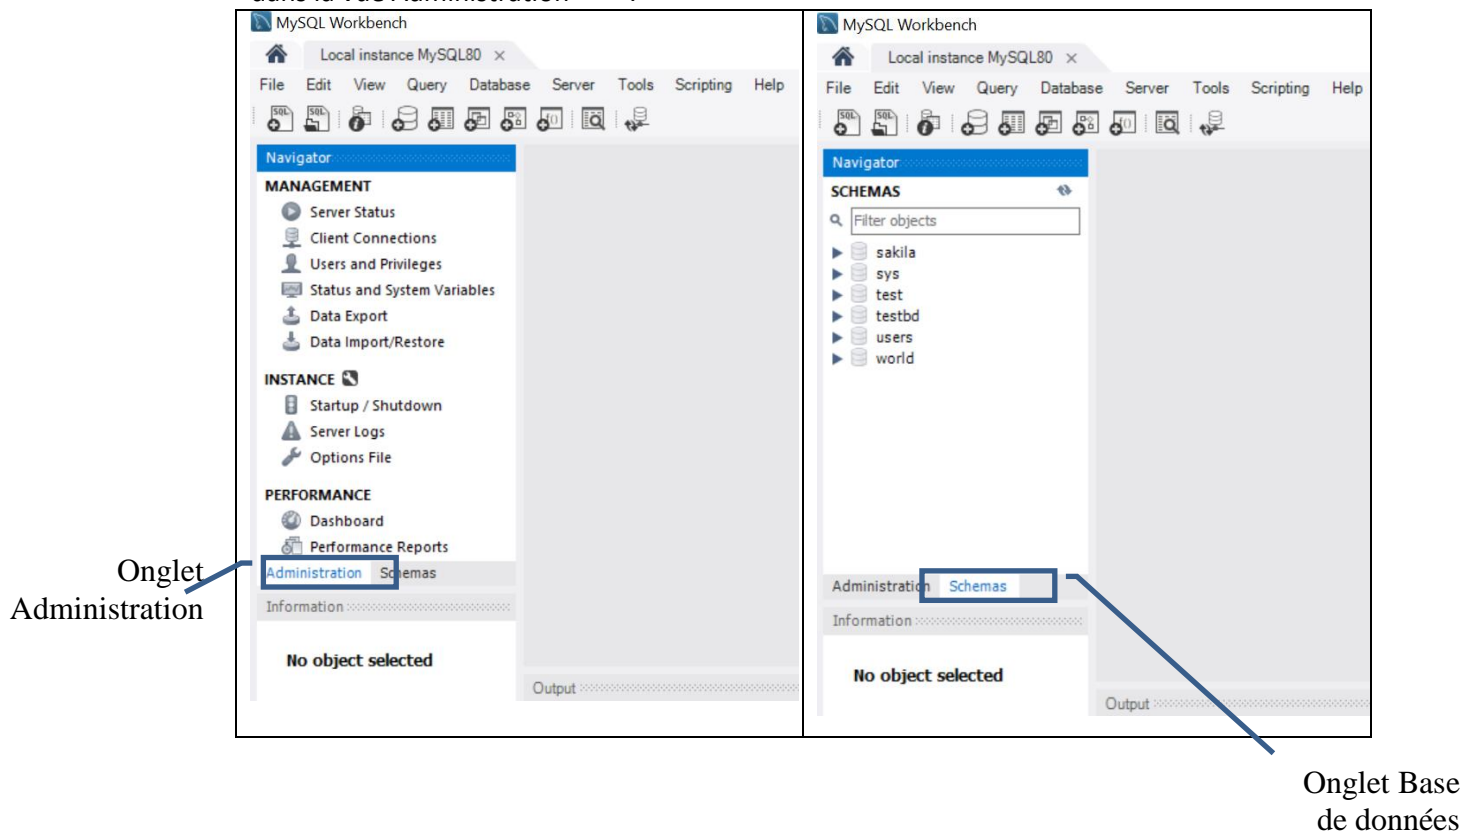 MySQL Workbench
Local instance MySQL80 ×
File Edit View Query Database Server Tools Scripting Help
Navigator
MANAGEMENT
Server Status
Client Connections
Users and Privileges
Status and System Variables
Data Export
Data Import/Restore
INSTANCE
Startup / Shutdown
Server Logs
Options File
PERFORMANCE
Dashboard
Performance Reports
Administration Schemas
Information
No object selected
Output
Onglet
Administration
MySQL Workbench
Local instance MySQL80 ×
File Edit View Query Database Server Tools Scripting Help
Navigator
SCHEMAS
Filter objects
sakila
sys
test
testbd
users
world
Administration Schemas
Information
No object selected
Output
Onglet Base
de données